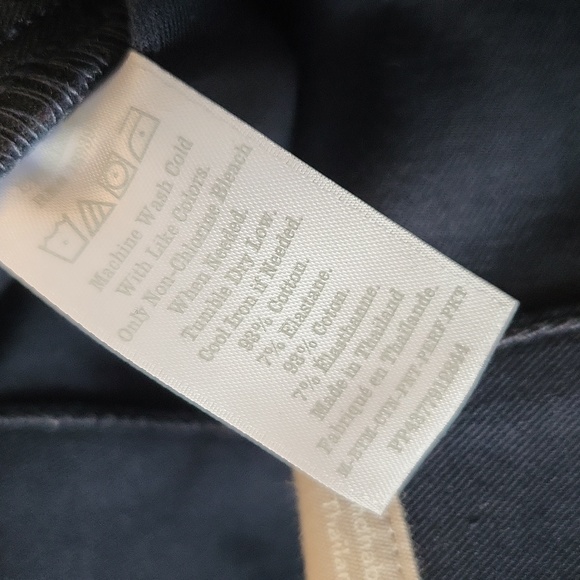 Machine Wash Cold
With Like Colors.
Only Non-Chlorine Bleach
When Needed.
Tumble Dry Low.
Cool Iron if Needed.
93% Cotton.
7% Elastane.
93% Coton.
7% Elasthanne.
Made in Thailand
Fabriqué en Thaïlande.